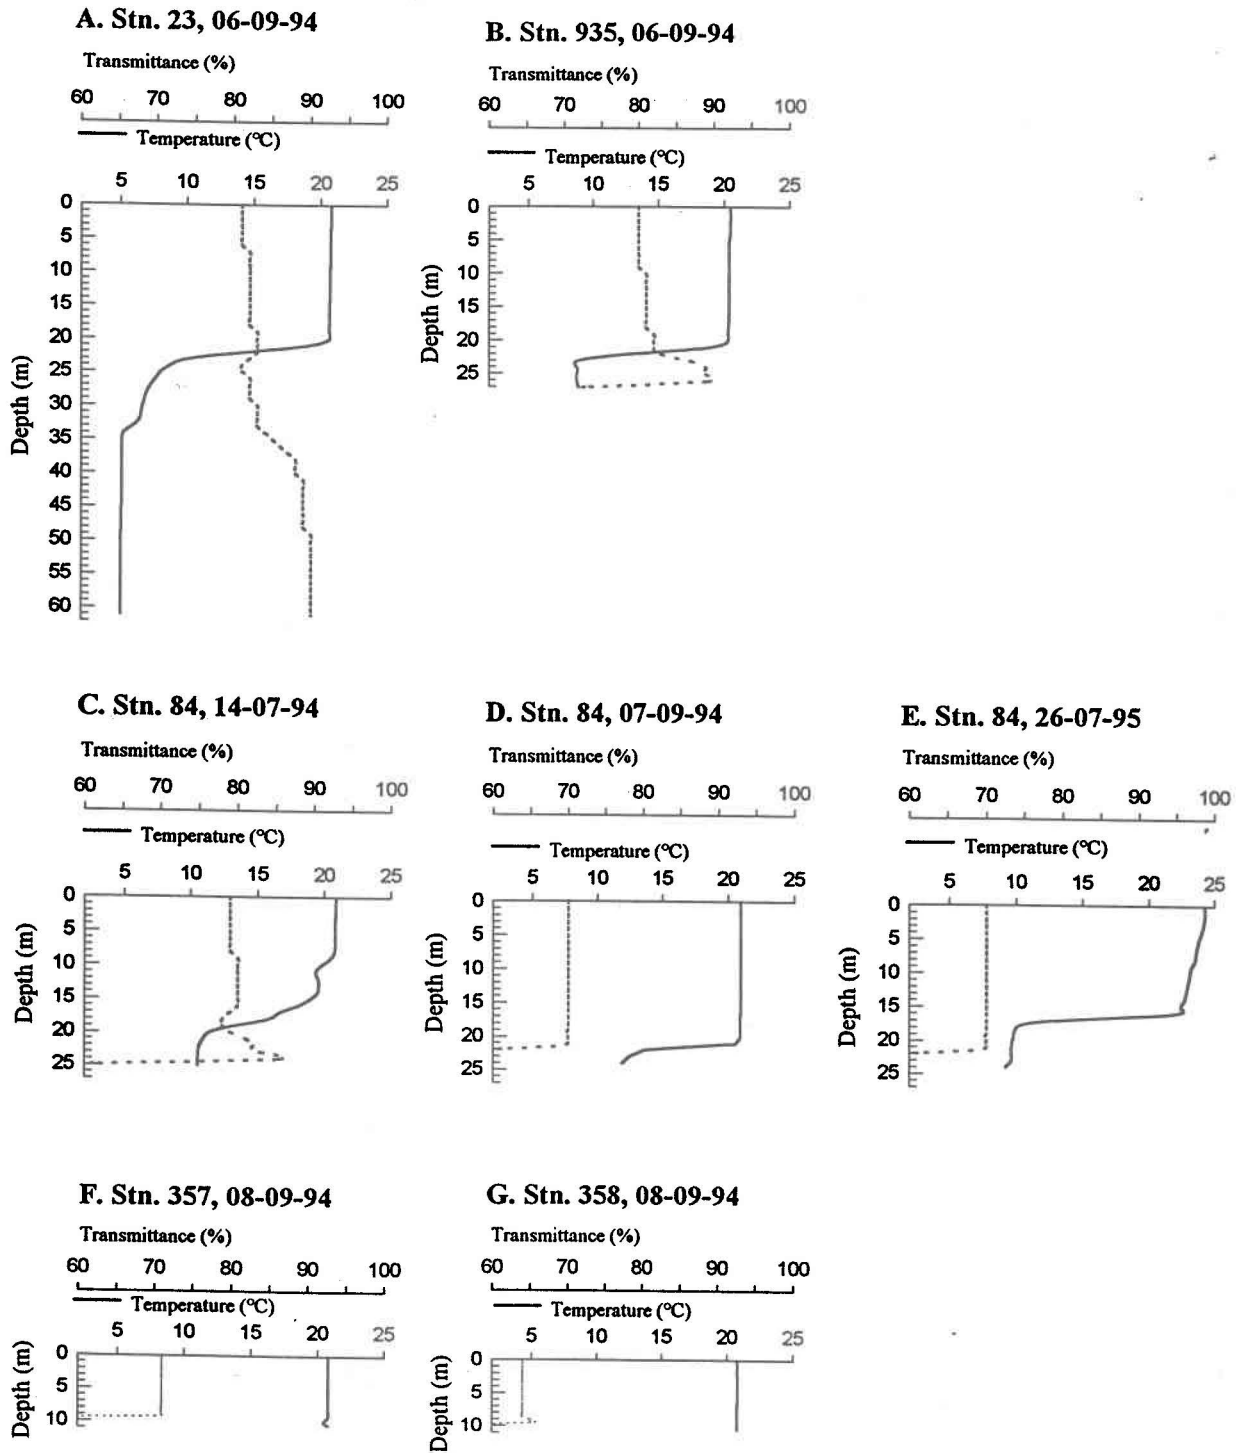 A. Stn. 23, 06-09-94
Transmittance (%)
60 70 80 90 100
Temperature (°C)
5 10 15 20 25
0
5
10
15
20
25
30
35
40
45
50
55
60
Depth (m)
B. Stn. 935, 06-09-94
Transmittance (%)
60 70 80 90 100
Temperature (°C)
5 10 15 20 25
0
5
10
15
20
25
Depth (m)
C. Stn. 84, 14-07-94
Transmittance (%)
60 70 80 90 100
Temperature (°C)
5 10 15 20 25
0
5
10
15
20
25
Depth (m)
D. Stn. 84, 07-09-94
Transmittance (%)
60 70 80 90 100
Temperature (°C)
5 10 15 20 25
0
5
10
15
20
25
Depth (m)
E. Stn. 84, 26-07-95
Transmittance (%)
60 70 80 90 100
Temperature (°C)
5 10 15 20 25
0
5
10
15
20
25
Depth (m)
F. Stn. 357, 08-09-94
Transmittance (%)
60 70 80 90 100
Temperature (°C)
5 10 15 20 25
0
5
10
Depth (m)
G. Stn. 358, 08-09-94
Transmittance (%)
60 70 80 90 100
Temperature (°C)
5 10 15 20 25
0
5
10
Depth (m)